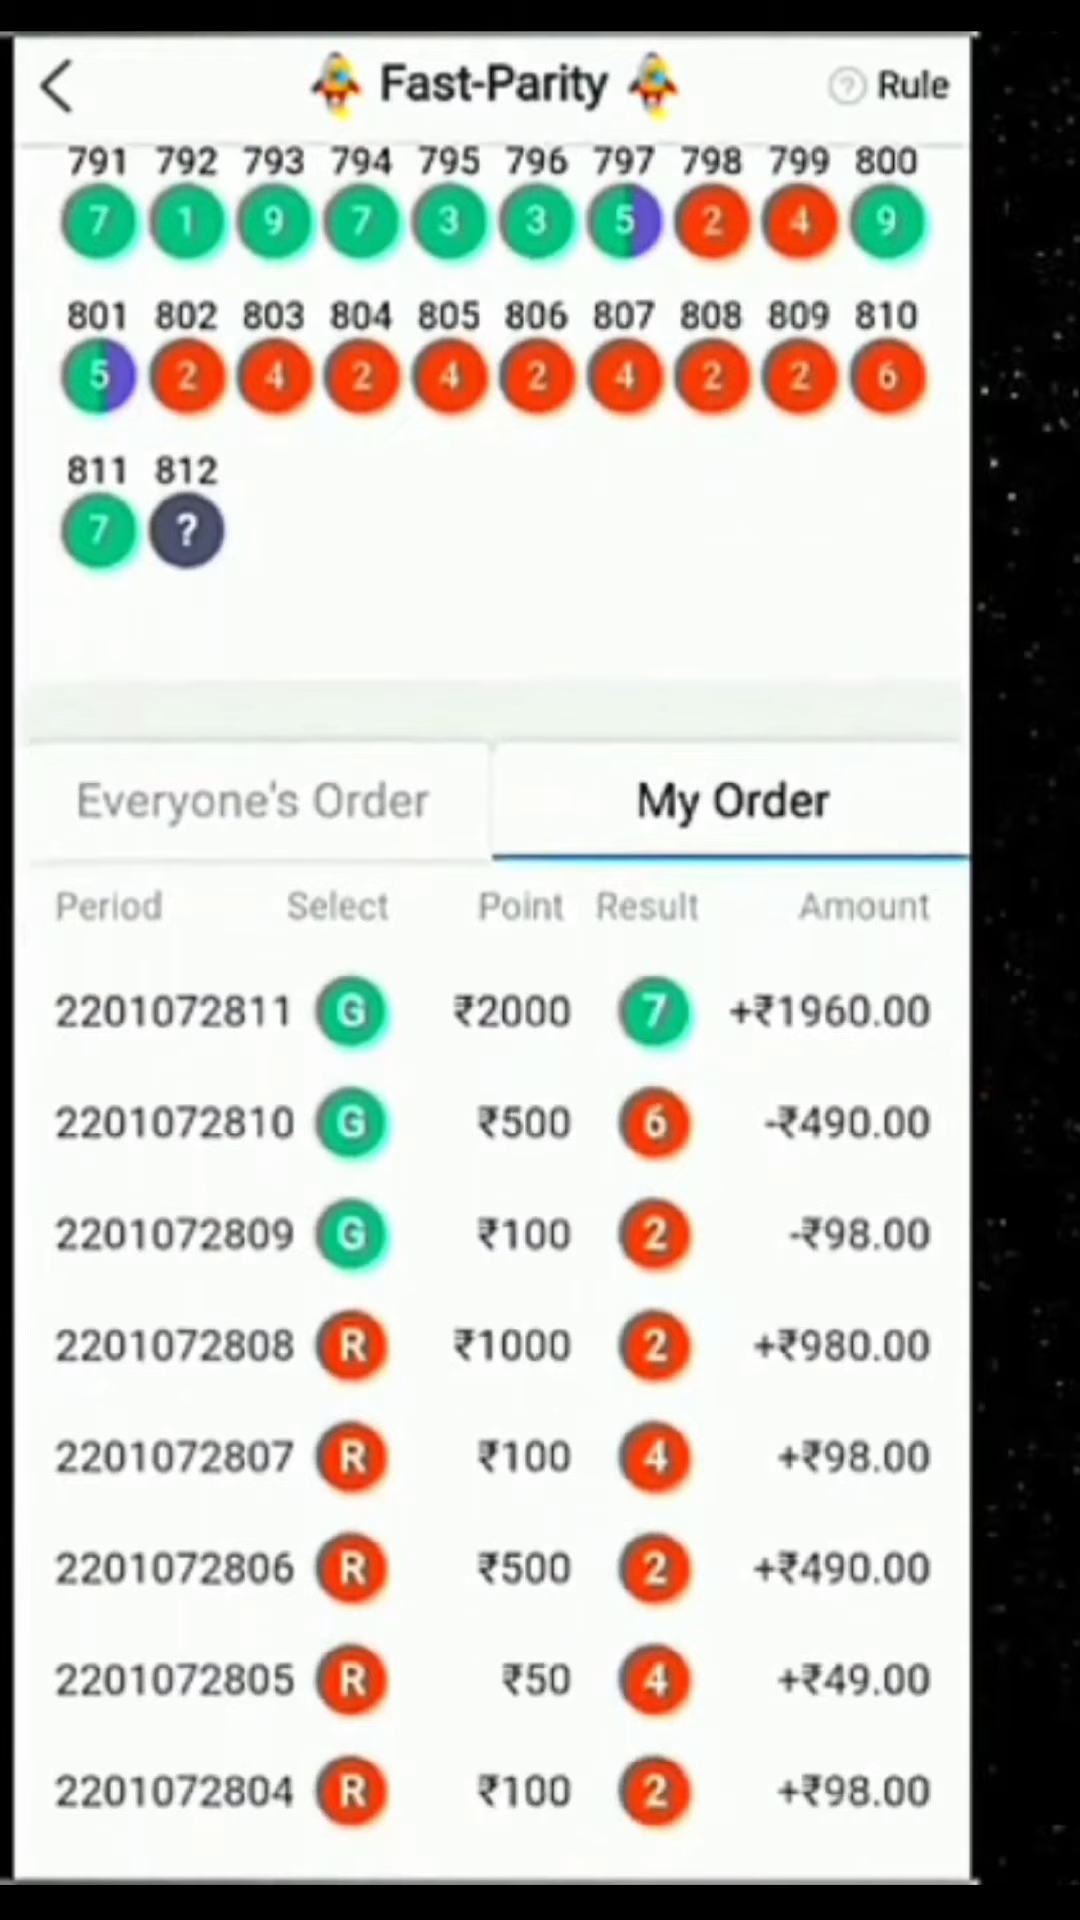 Fast-Parity
? Rule
791 792 793 794 795 796 797 798 799 800
7 1 9 7 3 3 5 2 4 9
801 802 803 804 805 806 807 808 809 810
5 2 4 2 4 2 4 2 2 6
811 812
7 ?
Everyone's Order My Order
Period Select Point Result Amount
2201072811 G ₹2000 7 +₹1960.00
2201072810 G ₹500 6 -₹490.00
2201072809 G ₹100 2 -₹98.00
2201072808 R ₹1000 2 +₹980.00
2201072807 R ₹100 4 +₹98.00
2201072806 R ₹500 2 +₹490.00
2201072805 R ₹50 4 +₹49.00
2201072804 R ₹100 2 +₹98.00